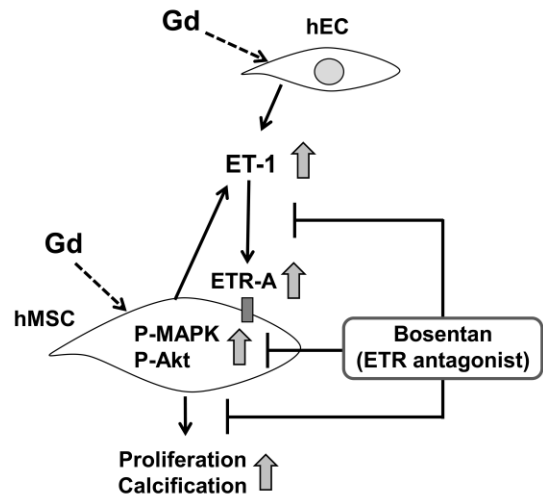 Gd
hEC
ET-1
Gd
ETR-A
hMSC
P-MAPK
P-Akt
Bosentan
(ETR antagonist)
Proliferation
Calcification